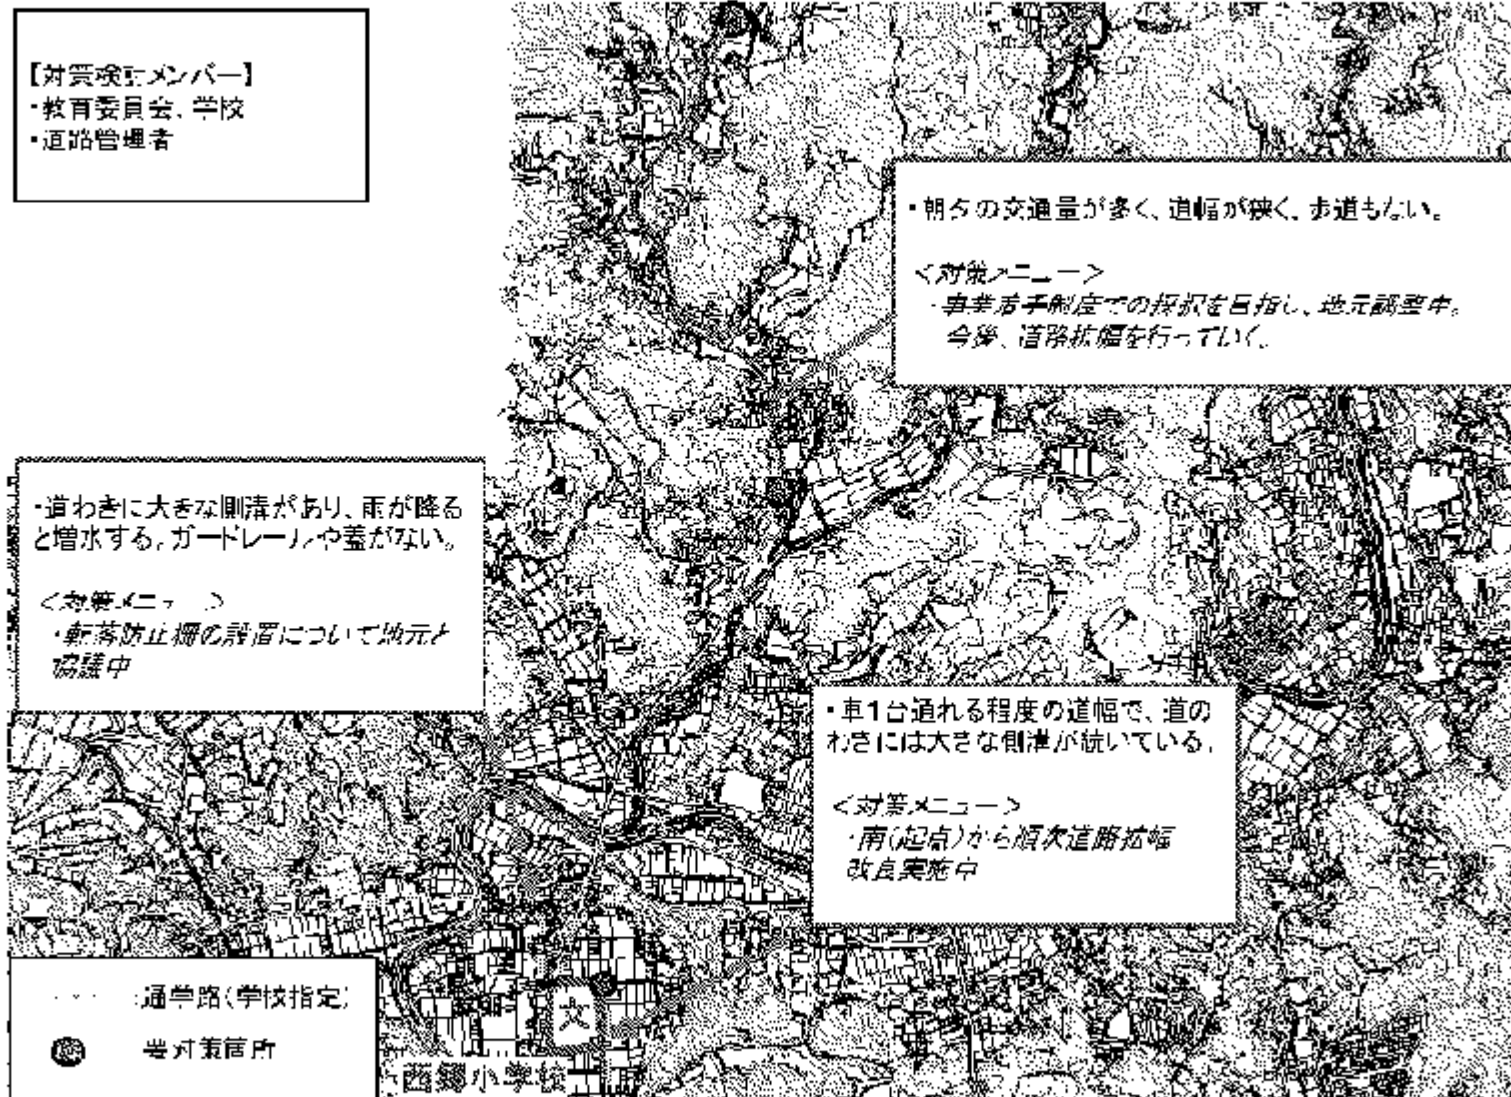 【対策検討メンバー】
・教育委員会、学校
・道路管理者
・朝夕の交通量が多く、道幅が狭く、歩道もない。
＜対策メニュー＞
・事業着手制度での採択を目指し、地元調整中。
今後、道路拡幅を行っていく。
・道わきに大きな側溝があり、雨が降る
と増水する。ガードレールや蓋がない。
＜対策メニュー＞
・転落防止柵の設置について地元と
協議中
・車1台通れる程度の道幅で、道の
わきには大きな側溝が続いている。
＜対策メニュー＞
・南(起点)から順次道路拡幅
改良実施中
：通学路(学校指定)
要対策箇所
文
西郷小学校